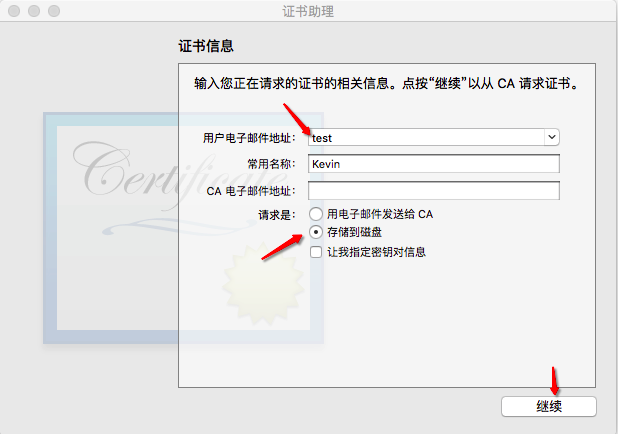 证书助理
证书信息
输入您正在请求的证书的相关信息。点按“继续”以从 CA 请求证书。
用户电子邮件地址： test
常用名称： Kevin
CA 电子邮件地址：
请求是： 用电子邮件发送给 CA
存储到磁盘
让我指定密钥对信息
Certificate
继续